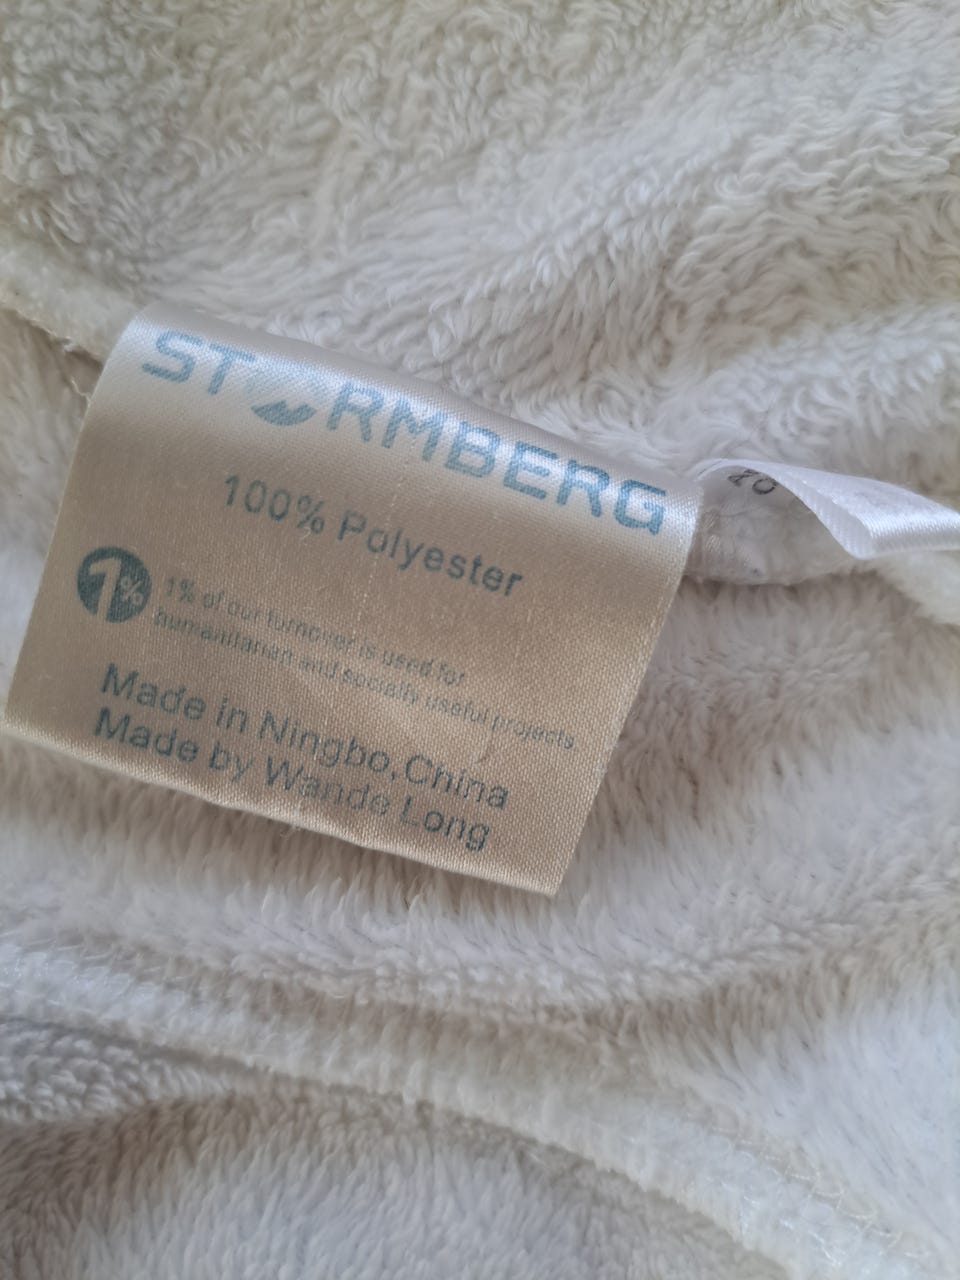 STORMBERG
100% Polyester
1%
1% of our turnover is used for
humanitarian and socially useful projects.
Made in Ningbo, China
Made by Wande Long